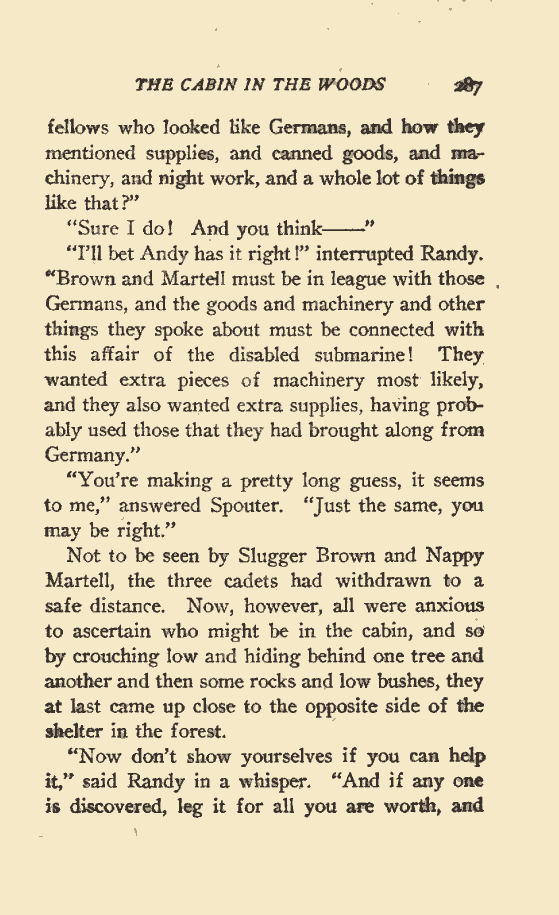 THE CABIN IN THE WOODS 287
fellows who looked like Germans, and how they
mentioned supplies, and canned goods, and ma-
chinery, and night work, and a whole lot of things
like that?”
“Sure I do! And you think——”
“I’ll bet Andy has it right!” interrupted Randy.
“Brown and Martell must be in league with those
Germans, and the goods and machinery and other
things they spoke about must be connected with
this affair of the disabled submarine! They
wanted extra pieces of machinery most likely,
and they also wanted extra supplies, having prob-
ably used those that they had brought along from
Germany.”
“You’re making a pretty long guess, it seems
to me,” answered Spouter. “Just the same, you
may be right.”
Not to be seen by Slugger Brown and Nappy
Martell, the three cadets had withdrawn to a
safe distance. Now, however, all were anxious
to ascertain who might be in the cabin, and so
by crouching low and hiding behind one tree and
another and then some rocks and low bushes, they
at last came up close to the opposite side of the
shelter in the forest.
“Now don’t show yourselves if you can help
it,” said Randy in a whisper. “And if any one
is discovered, leg it for all you are worth, and